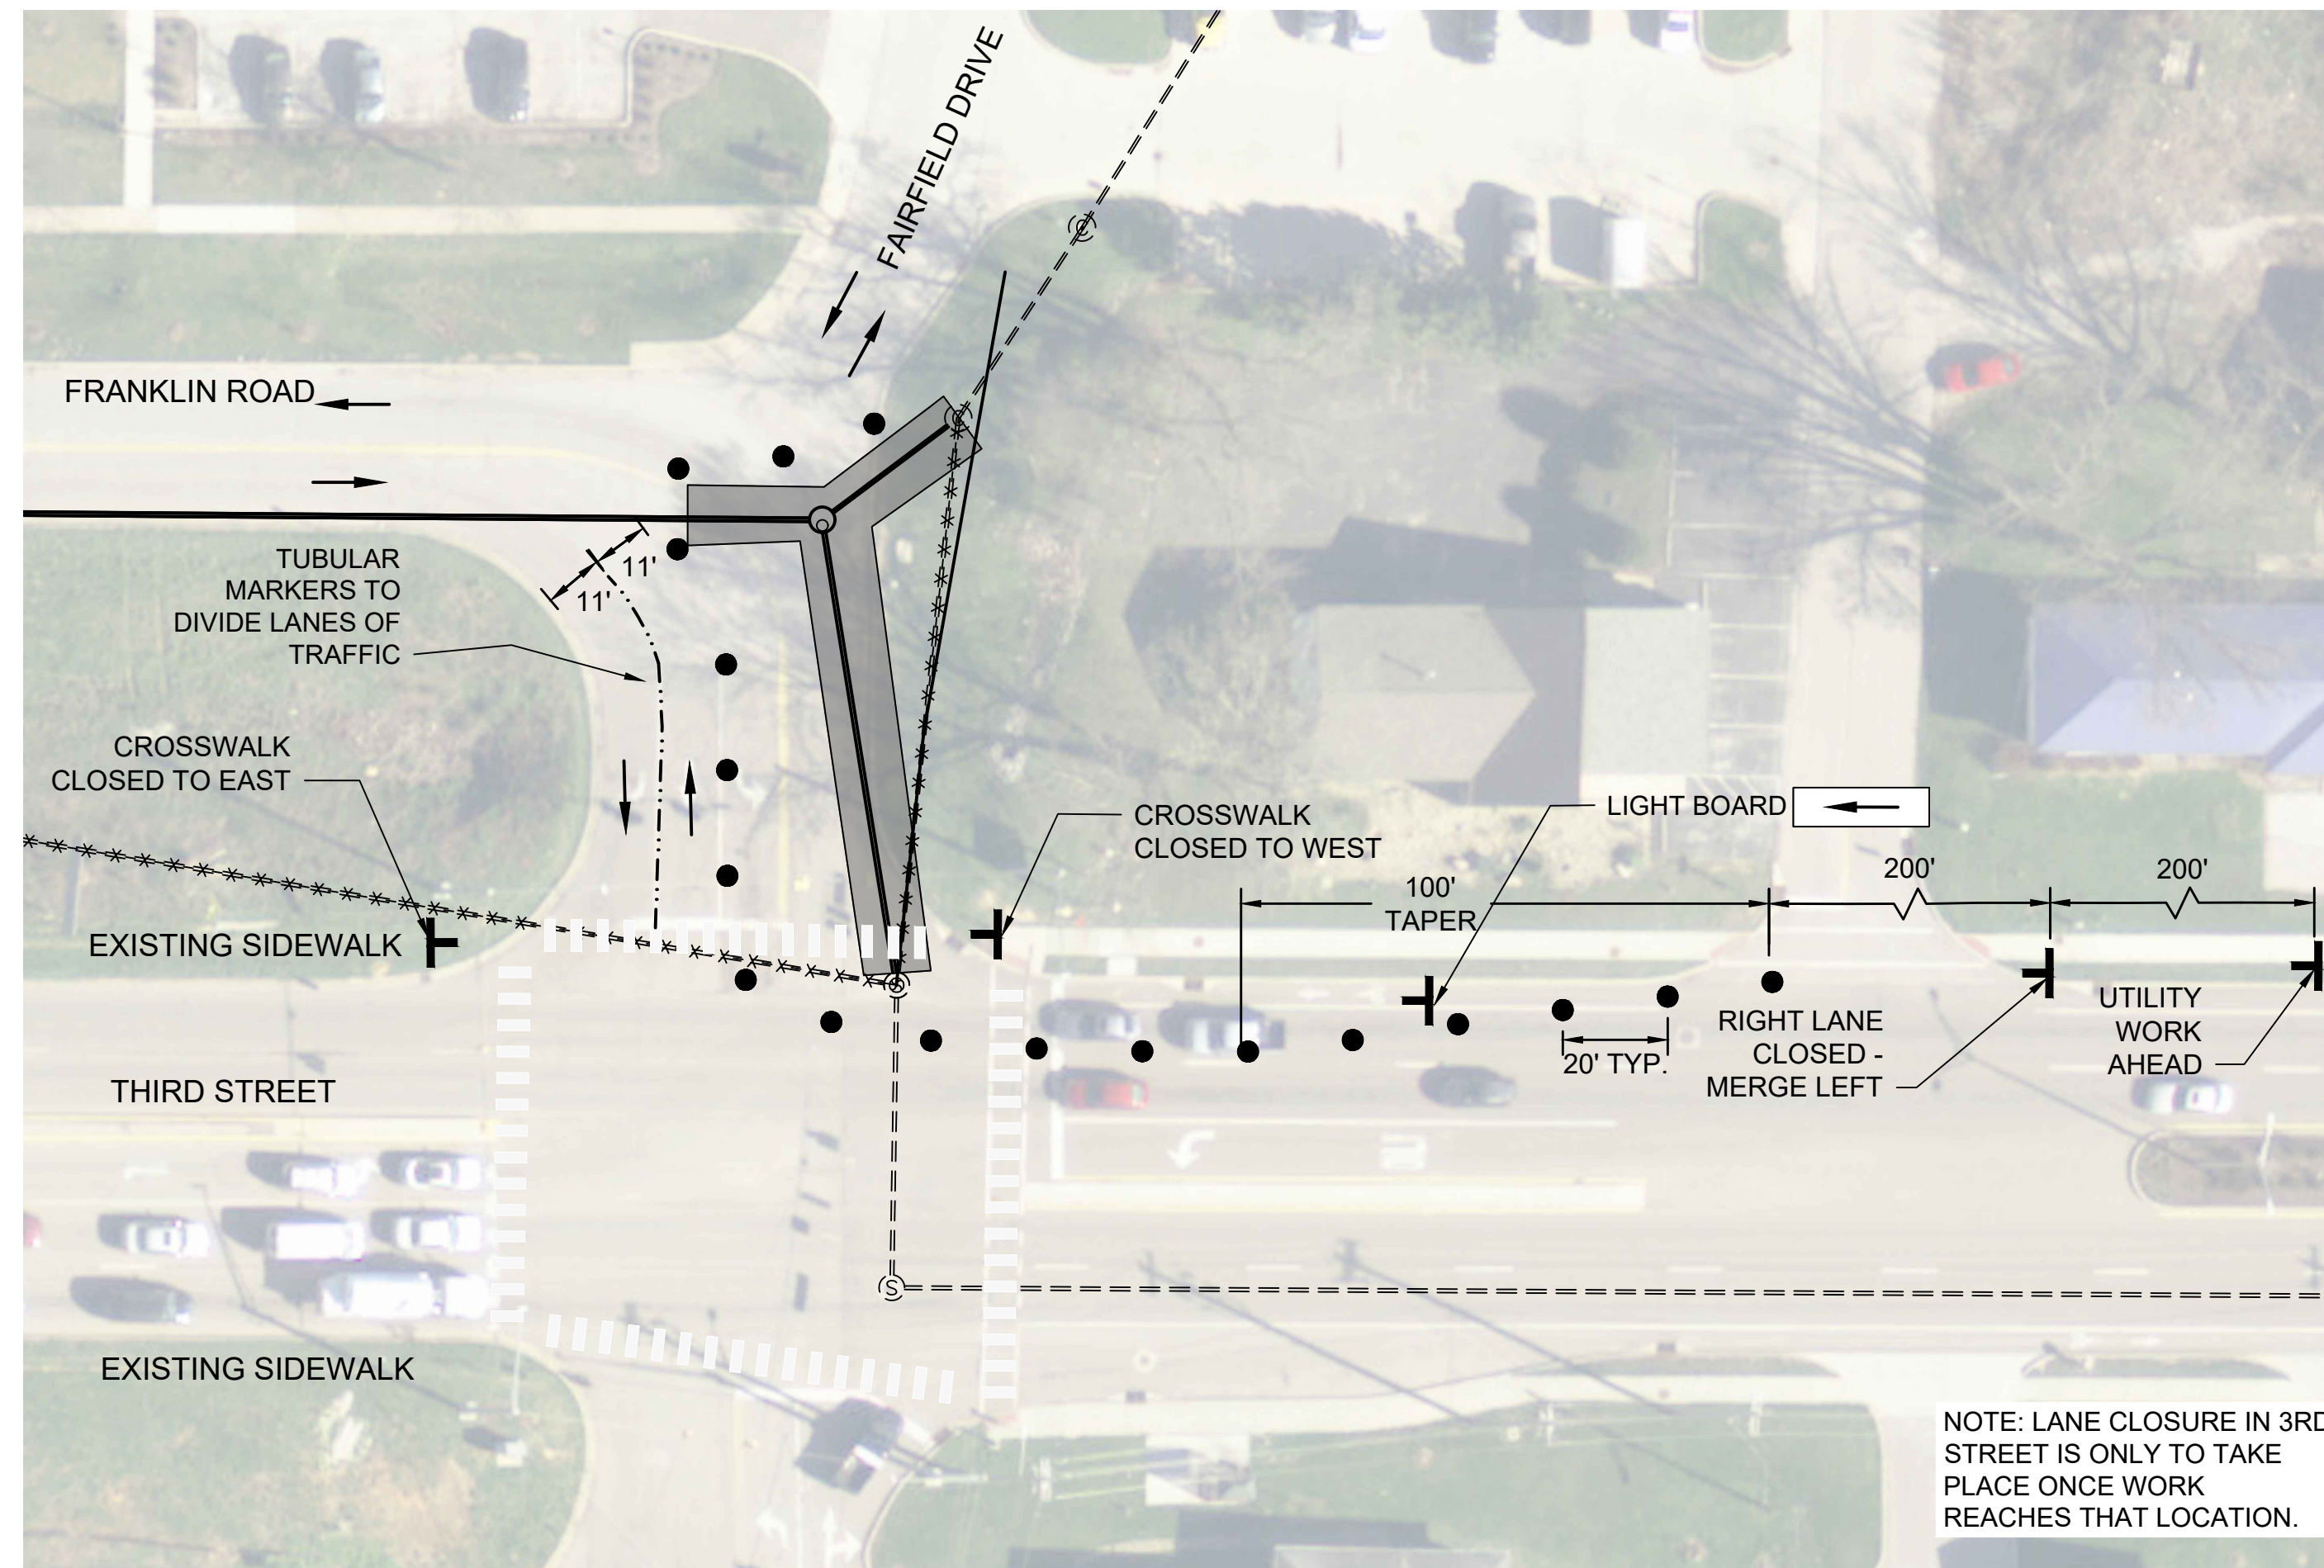 FAIRFIELD DRIVE
FRANKLIN ROAD
TUBULAR
MARKERS TO
DIVIDE LANES OF
TRAFFIC
11'
11'
CROSSWALK
CLOSED TO EAST
EXISTING SIDEWALK
CROSSWALK
CLOSED TO WEST
LIGHT BOARD
100'
TAPER
200'
200'
20' TYP.
RIGHT LANE
CLOSED -
MERGE LEFT
UTILITY
WORK
AHEAD
THIRD STREET
S
S
EXISTING SIDEWALK
NOTE: LANE CLOSURE IN 3RD
STREET IS ONLY TO TAKE
PLACE ONCE WORK
REACHES THAT LOCATION.